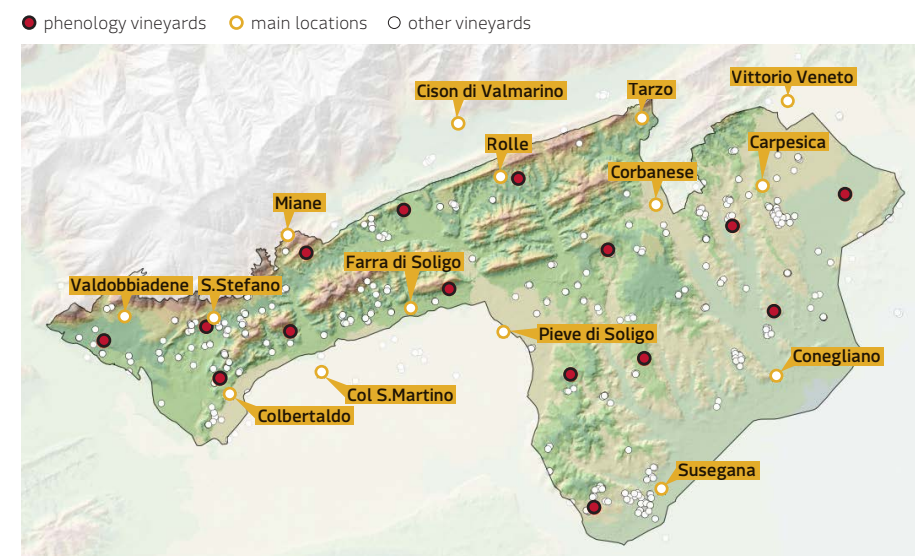 phenology vineyards main locations other vineyards
Vittorio Veneto
Cison di Valmarino
Tarzo
Rolle
Carpesica
Corbanese
Miane
Farra di Soligo
Valdobbiadene
S.Stefano
Pieve di Soligo
Conegliano
Col S.Martino
Colbertaldo
Susegana